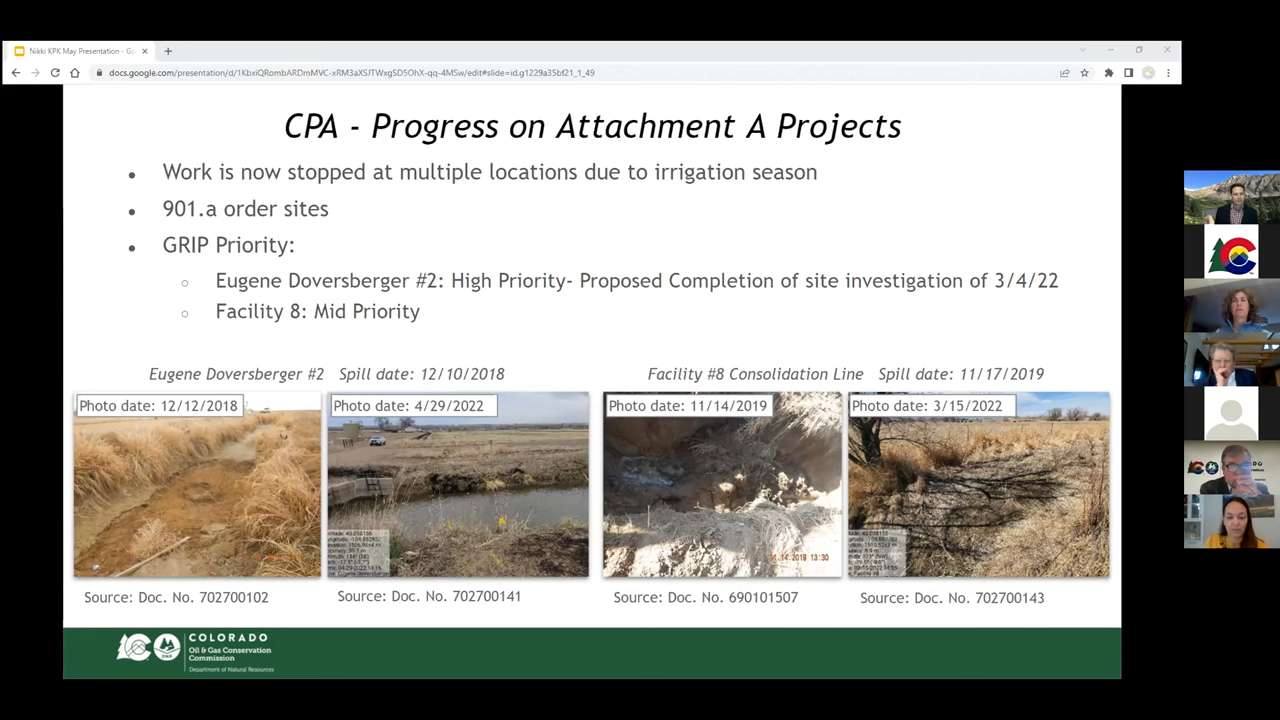 Nikki KPK May Presentation - Go
docs.google.com/presentation/d/1KbxiQRombARDmMVC-xRM3aXSJTWxgSD5OhX-qq-4MSw/edit#slide=id.g1229a35bf21_1_49
CPA - Progress on Attachment A Projects
Work is now stopped at multiple locations due to irrigation season
901.a order sites
GRIP Priority:
Eugene Doversberger #2: High Priority- Proposed Completion of site investigation of 3/4/22
Facility 8: Mid Priority
Eugene Doversberger #2 Spill date: 12/10/2018
Facility #8 Consolidation Line Spill date: 11/17/2019
Photo date: 12/12/2018
Photo date: 4/29/2022
Photo date: 11/14/2019
Photo date: 3/15/2022
Source: Doc. No. 702700102
Source: Doc. No. 702700141
Source: Doc. No. 690101507
Source: Doc. No. 702700143
COLORADO
Oil & Gas Conservation
Commission
Department of Natural Resources